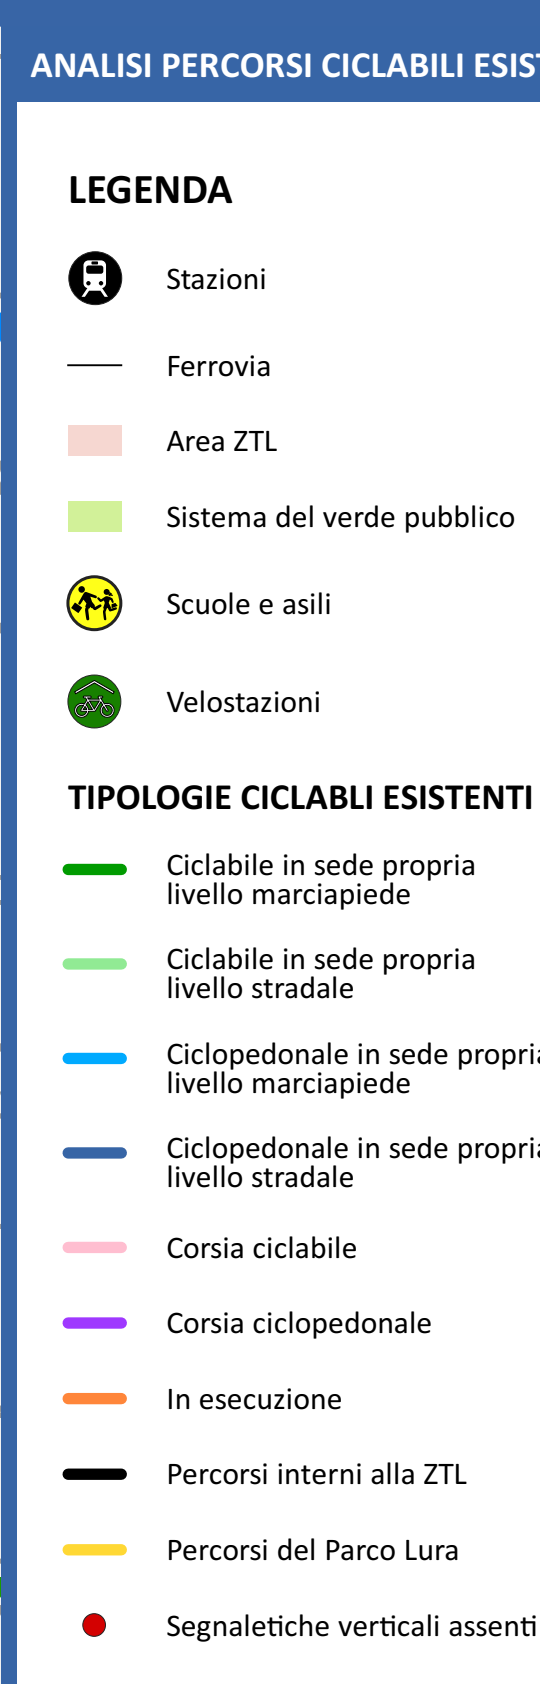 ANALISI PERCORSI CICLABILI ESIST
LEGENDA
Stazioni
Ferrovia
Area ZTL
Sistema del verde pubblico
Scuole e asili
Velostazioni
TIPOLOGIE CICLABLI ESISTENTI
Ciclabile in sede propria
livello marciapiede
Ciclabile in sede propria
livello stradale
Ciclopedonale in sede propria
livello marciapiede
Ciclopedonale in sede propria
livello stradale
Corsia ciclabile
Corsia ciclopedonale
In esecuzione
Percorsi interni alla ZTL
Percorsi del Parco Lura
Segnaletiche verticali assenti